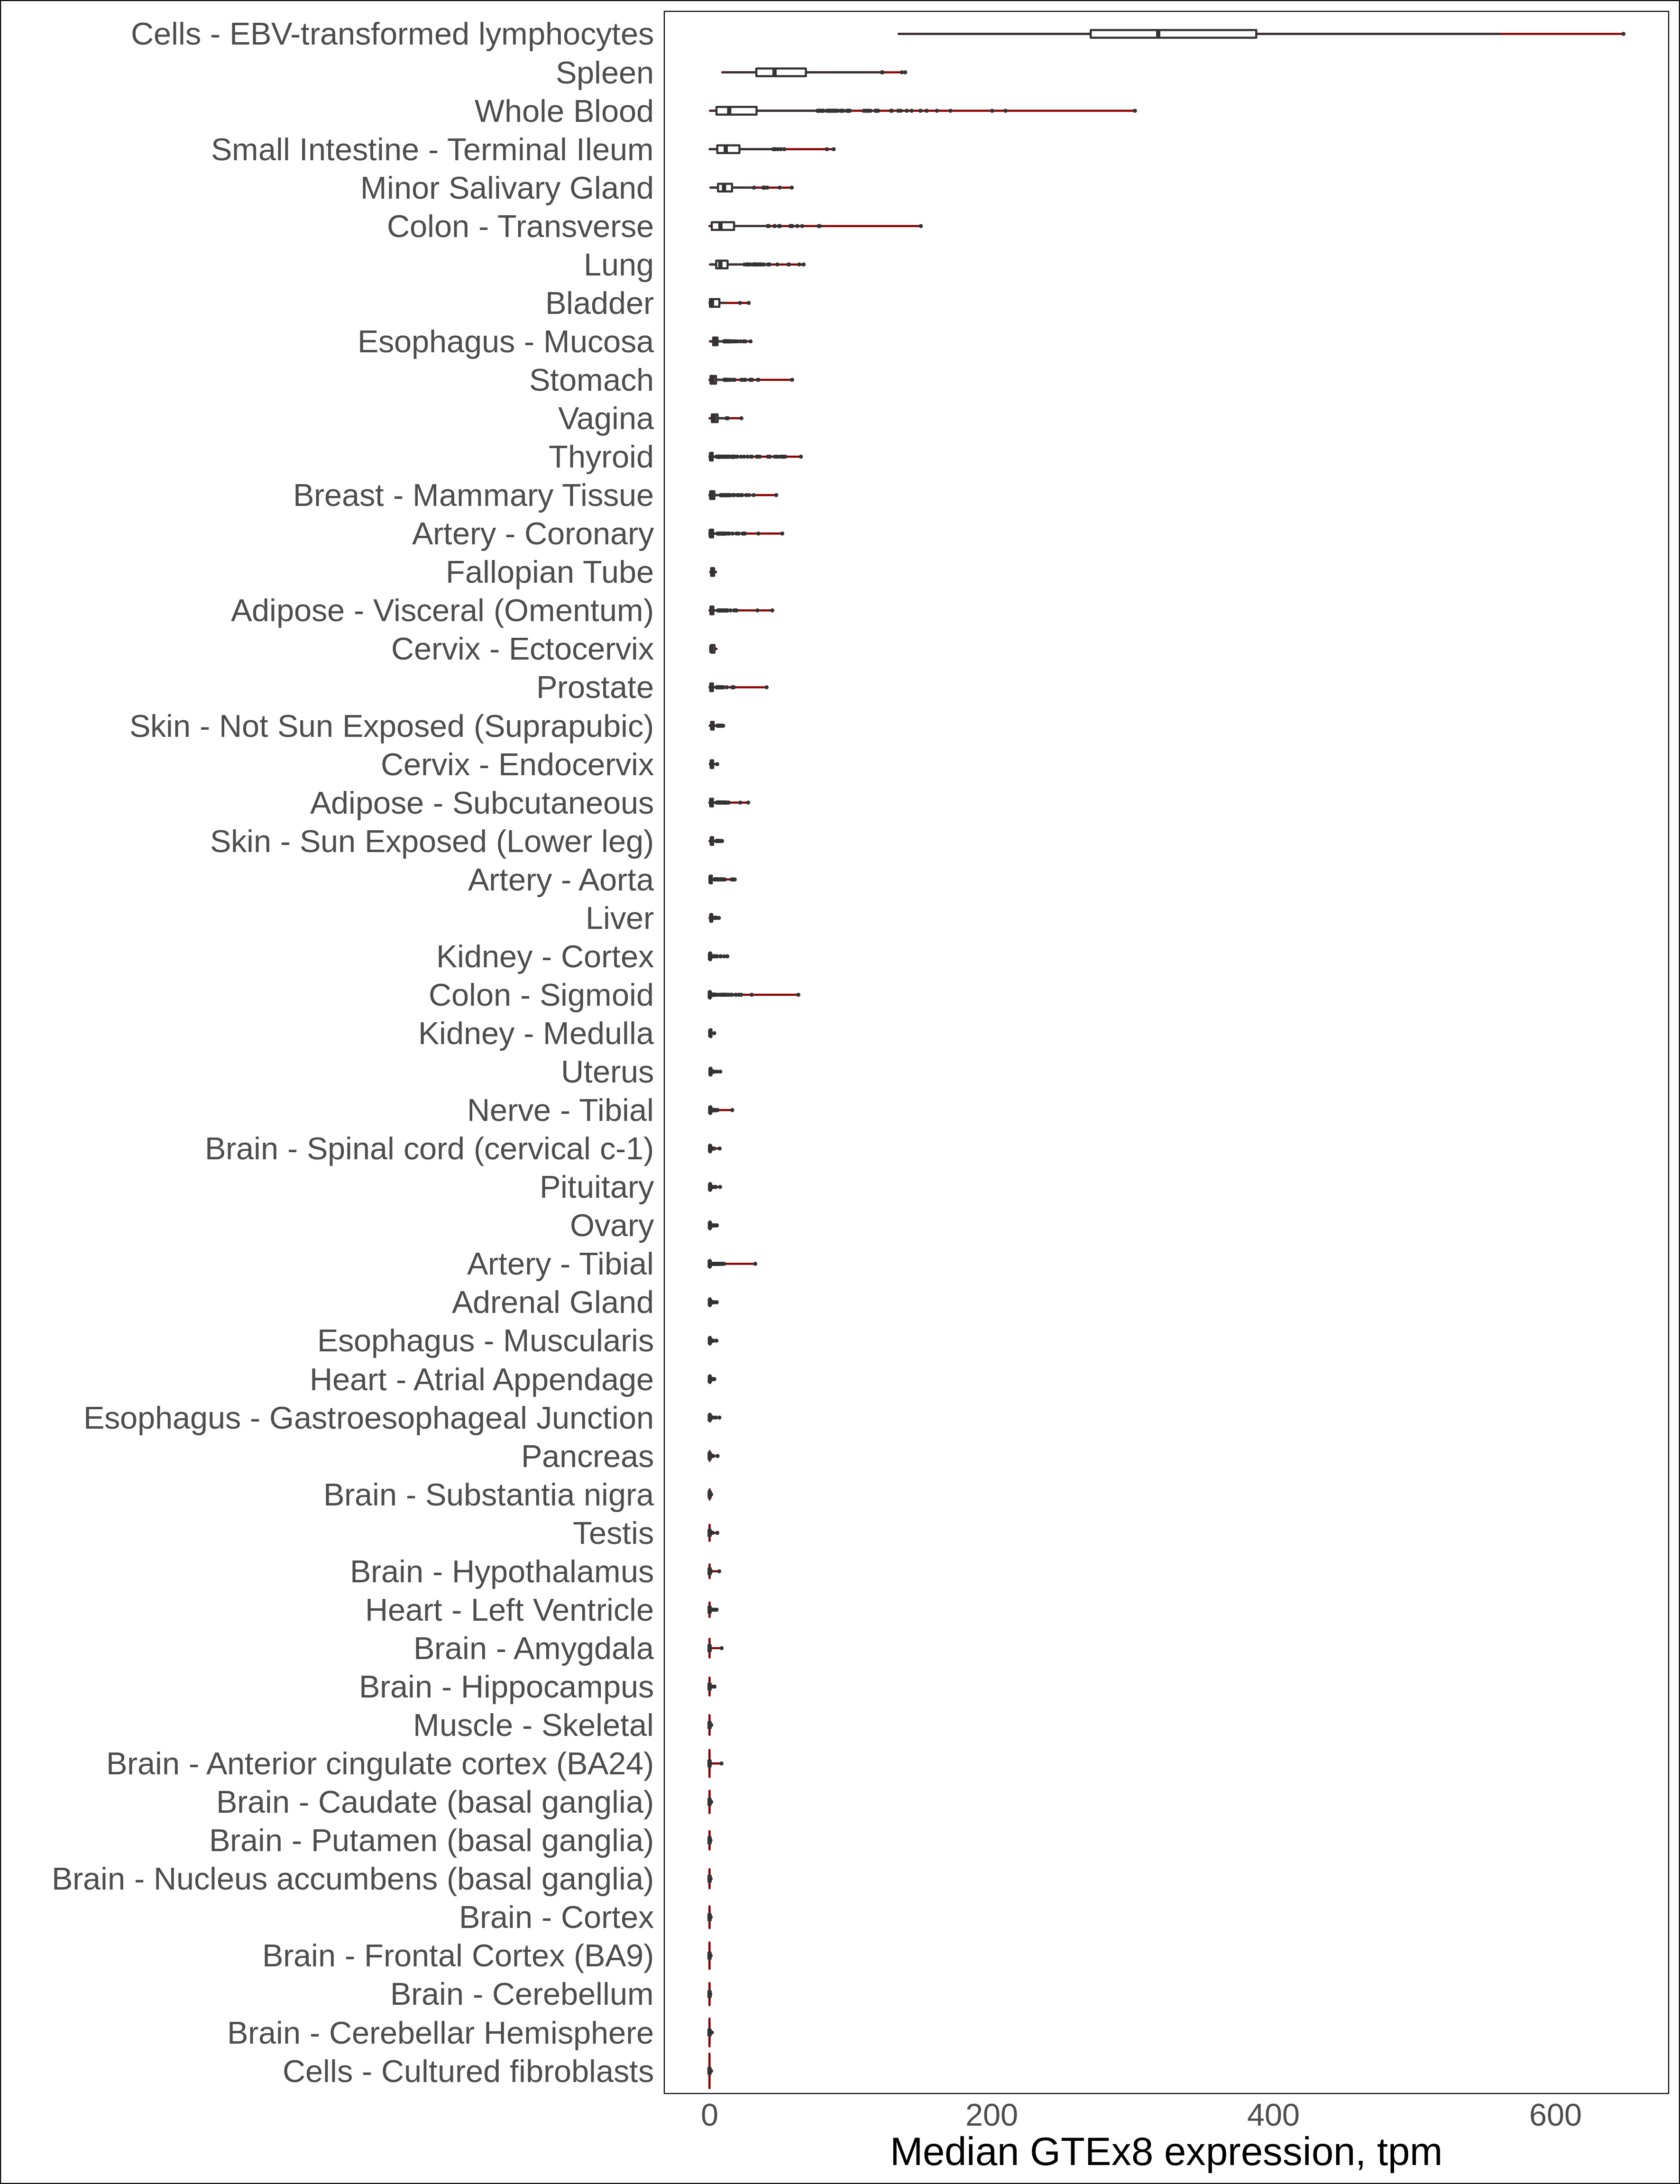 Cells - EBV-transformed lymphocytes
Spleen
Whole Blood
Small Intestine - Terminal Ileum
Minor Salivary Gland
Colon - Transverse
Lung
Bladder
Esophagus - Mucosa
Stomach
Vagina
Thyroid
Breast - Mammary Tissue
Artery - Coronary
Fallopian Tube
Adipose - Visceral (Omentum)
Cervix - Ectocervix
Prostate
Skin - Not Sun Exposed (Suprapubic)
Cervix - Endocervix
Adipose - Subcutaneous
Skin - Sun Exposed (Lower leg)
Artery - Aorta
Liver
Kidney - Cortex
Colon - Sigmoid
Kidney - Medulla
Uterus
Nerve - Tibial
Brain - Spinal cord (cervical c-1)
Pituitary
Ovary
Artery - Tibial
Adrenal Gland
Esophagus - Muscularis
Heart - Atrial Appendage
Esophagus - Gastroesophageal Junction
Pancreas
Brain - Substantia nigra
Testis
Brain - Hypothalamus
Heart - Left Ventricle
Brain - Amygdala
Brain - Hippocampus
Muscle - Skeletal
Brain - Anterior cingulate cortex (BA24)
Brain - Caudate (basal ganglia)
Brain - Putamen (basal ganglia)
Brain - Nucleus accumbens (basal ganglia)
Brain - Cortex
Brain - Frontal Cortex (BA9)
Brain - Cerebellum
Brain - Cerebellar Hemisphere
Cells - Cultured fibroblasts
0 200 400 600
Median GTEx8 expression, tpm